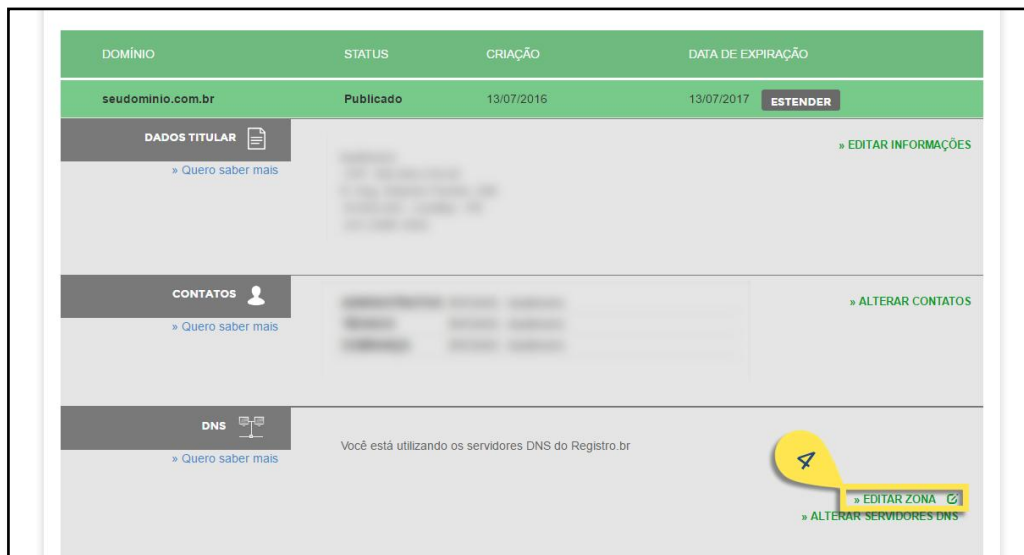 DOMÍNIO STATUS CRIAÇÃO DATA DE EXPIRAÇÃO
seudominio.com.br Publicado 13/07/2016 13/07/2017 ESTENDER
DADOS TITULAR
» EDITAR INFORMAÇÕES
» Quero saber mais
CONTATOS
» ALTERAR CONTATOS
» Quero saber mais
DNS
Você está utilizando os servidores DNS do Registro.br
» Quero saber mais
4
» EDITAR ZONA
» ALTERAR SERVIDORES DNS